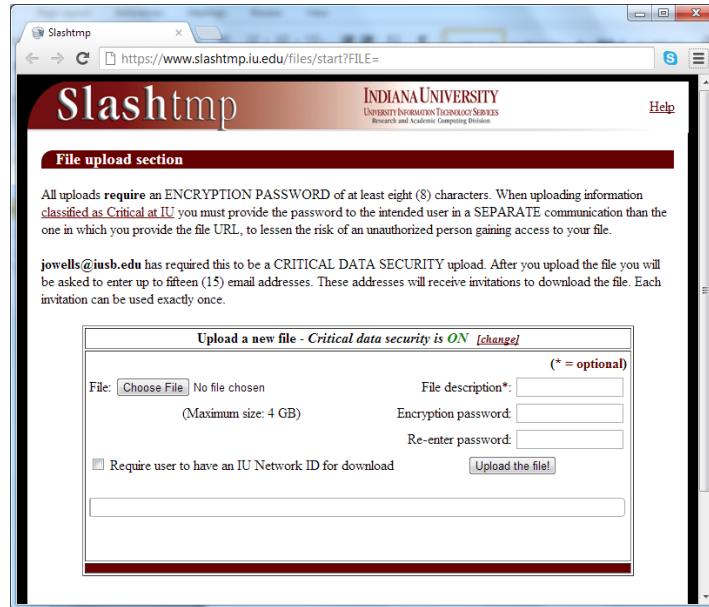 Slashtmp
https://www.slashtmp.iu.edu/files/start?FILE=
Slashtmp
INDIANA UNIVERSITY
UNIVERSITY INFORMATION TECHNOLOGY SERVICES
Research and Academic Computing Division
Help
File upload section
All uploads require an ENCRYPTION PASSWORD of at least eight (8) characters. When uploading information
classified as Critical at IU you must provide the password to the intended user in a SEPARATE communication than the
one in which you provide the file URL, to lessen the risk of an unauthorized person gaining access to your file.
jowells@iusb.edu has required this to be a CRITICAL DATA SECURITY upload. After you upload the file you will
be asked to enter up to fifteen (15) email addresses. These addresses will receive invitations to download the file. Each
invitation can be used exactly once.
Upload a new file - Critical data security is ON [change]
(* = optional)
File: Choose File No file chosen File description*:
(Maximum size: 4 GB) Encryption password:
Re-enter password:
Require user to have an IU Network ID for download Upload the file!